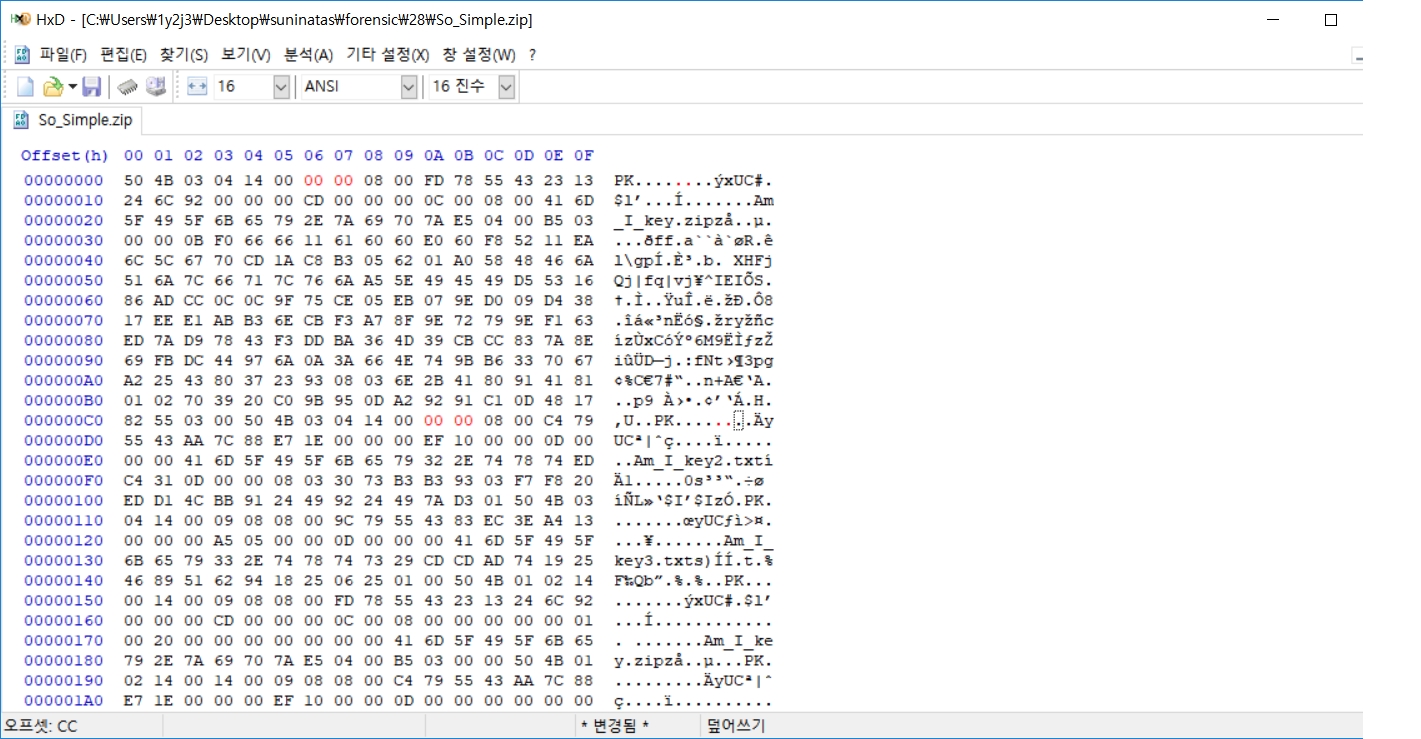 HxD - [C:₩Users₩1y2j3₩Desktop₩suninatas₩forensic₩28₩So_Simple.zip]
파일(F) 편집(E) 찾기(S) 보기(V) 분석(A) 기타 설정(X) 창 설정(W) ?
16 ANSI 16 진수
So_Simple.zip
Offset(h) 00 01 02 03 04 05 06 07 08 09 0A 0B 0C 0D 0E 0F
00000000 50 4B 03 04 14 00 00 00 08 00 FD 78 55 43 23 13 PK........ýxUC#.
00000010 24 6C 92 00 00 00 CD 00 00 00 0C 00 08 00 41 6D $l’...Í.......Am
00000020 5F 49 5F 6B 65 79 2E 7A 69 70 7A E5 04 00 B5 03 _I_key.zipzå..µ.
00000030 00 00 0B F0 66 66 11 61 60 60 E0 60 F8 52 11 EA ...ðff.a``à`øR.ê
00000040 6C 5C 67 70 CD 1A C8 B3 05 62 01 A0 58 48 46 6A l\gpÍ.È³.b. XHFj
00000050 51 6A 7C 66 71 7C 76 6A A5 5E 49 45 49 D5 53 16 Qj|fq|vj¥^IEIÕS.
00000060 86 AD CC 0C 0C 9F 75 CE 05 EB 07 9E D0 09 D4 38 †.Ì..ŸuÎ.ë.žÐ.Ô8
00000070 17 EE E1 AB B3 6E CB F3 A7 8F 9E 72 79 9E F1 63 .îá«³nËó§.žryžñc
00000080 ED 7A D9 78 43 F3 DD BA 36 4D 39 CB CC 83 7A 8E ízÙxCóÝº6M9ËÌƒzŽ
00000090 69 FB DC 44 97 6A 0A 3A 66 4E 74 9B B6 33 70 67 iûÜD—j.:fNt›¶3pg
000000A0 A2 25 43 80 37 23 93 08 03 6E 2B 41 80 91 41 81 ¢%C€7#“..n+A€‘A.
000000B0 01 02 70 39 20 C0 9B 95 0D A2 92 91 C1 0D 48 17 ..p9 À›•.¢’‘Á.H.
000000C0 82 55 03 00 50 4B 03 04 14 00 00 00 08 00 C4 79 ‚U..PK........Äy
000000D0 55 43 AA 7C 88 E7 1E 00 00 00 EF 10 00 00 0D 00 UCª|ˆç....ï.....
000000E0 00 00 41 6D 5F 49 5F 6B 65 79 32 2E 74 78 74 ED ..Am_I_key2.txtí
000000F0 C4 31 0D 00 00 08 03 30 73 B3 B3 93 03 F7 F8 20 Ä1.....0s³³“.÷ø
00000100 ED D1 4C BB 91 24 49 92 24 49 7A D3 01 50 4B 03 íÑL»‘$I’$IzÓ.PK.
00000110 04 14 00 09 08 08 00 9C 79 55 43 83 EC 3E A4 13 .......œyUCƒì>¤.
00000120 00 00 00 A5 05 00 00 0D 00 00 00 41 6D 5F 49 5F ...¥.......Am_I_
00000130 6B 65 79 33 2E 74 78 74 73 29 CD CD AD 74 19 25 key3.txts)ÍÍ.t.%
00000140 46 89 51 62 94 18 25 06 25 01 00 50 4B 01 02 14 F‰Qb”.%.%..PK...
00000150 00 14 00 09 08 08 00 FD 78 55 43 23 13 24 6C 92 .......ýxUC#.$l’
00000160 00 00 00 CD 00 00 00 0C 00 08 00 00 00 00 00 01 ...Í............
00000170 00 20 00 00 00 00 00 00 00 41 6D 5F 49 5F 6B 65 . .......Am_I_ke
00000180 79 2E 7A 69 70 7A E5 04 00 B5 03 00 00 50 4B 01 y.zipzå..µ...PK.
00000190 02 14 00 14 00 09 08 08 00 C4 79 55 43 AA 7C 88 .........ÄyUCª|ˆ
000001A0 E7 1E 00 00 00 EF 10 00 00 0D 00 00 00 00 00 00 ç....ï..........
오프셋: CC * 변경됨 * 덮어쓰기